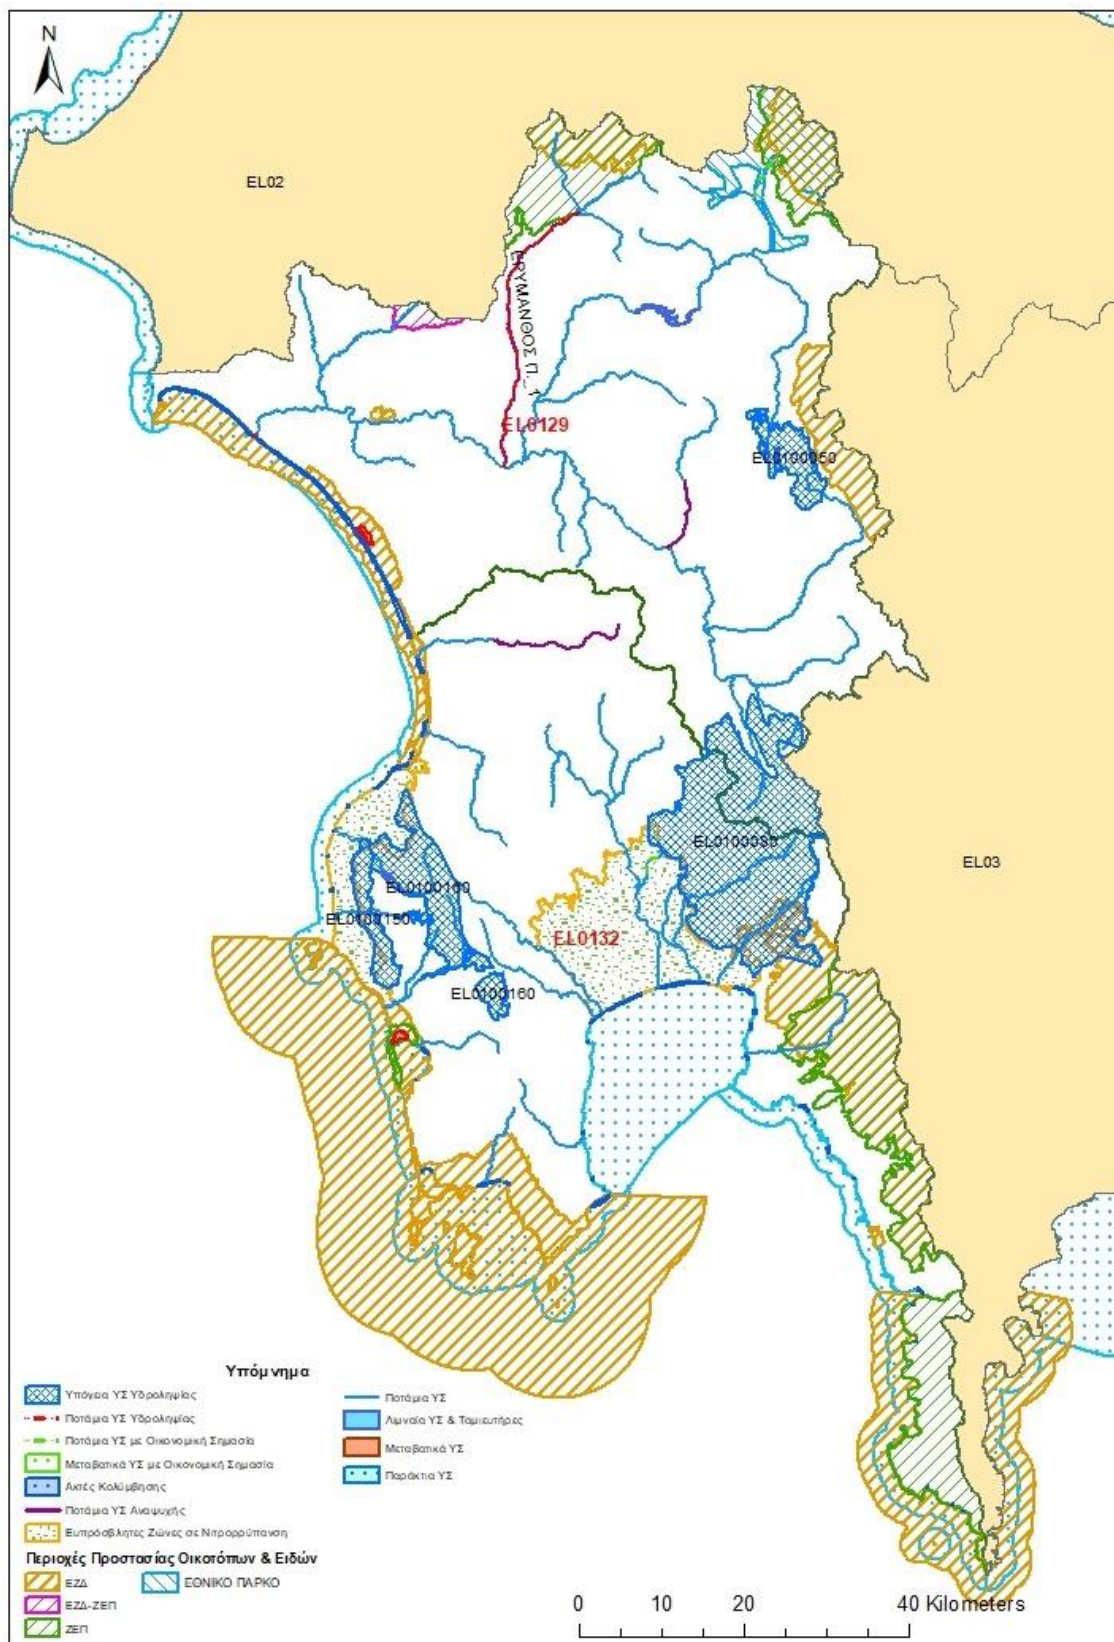 N
EL02
ΕΡΥΜΑΝΘΟΣ Π._1
EL0129
EL0100050
EL0100080
EL03
EL0100160
EL0100150
EL0132
EL0100160
Υπόμνημα
Υπόγεια ΥΣ Υδροληψίας
Ποτάμια ΥΣ Υδροληψίας
Ποτάμια ΥΣ με Οικονομική Σημασία
Μεταβατικά ΥΣ με Οικονομική Σημασία
Ακτές Κολύμβησης
Ποτάμια ΥΣ Αναψυχής
Ευπρόσβλητες Ζώνες σε Νιτρορρύπανση
Ποτάμια ΥΣ
Λιμναία ΥΣ & Ταμιευτήρες
Μεταβατικά ΥΣ
Παράκτια ΥΣ
Περιοχές Προστασίας Οικοτόπων & Ειδών
ΕΖΔ
ΕΘΝΙΚΟ ΠΑΡΚΟ
ΕΖΔ-ΖΕΠ
ΖΕΠ
0 10 20 40 Kilometers